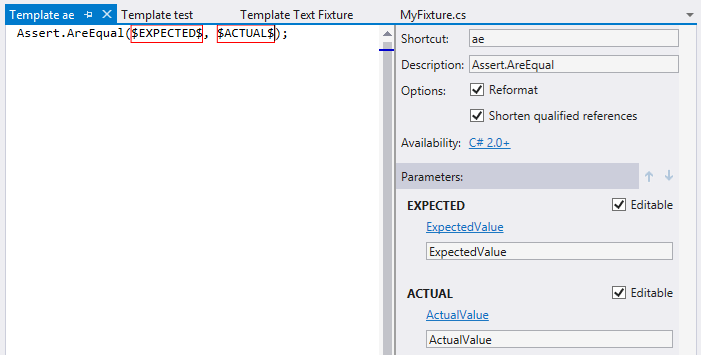 Template ae Template test Template Text Fixture MyFixture.cs
Assert.AreEqual($EXPECTED$, $ACTUAL$);
Shortcut: ae
Description: Assert.AreEqual
Options: Reformat
Shorten qualified references
Availability: C# 2.0+
Parameters:
EXPECTED Editable
ExpectedValue
ExpectedValue
ACTUAL Editable
ActualValue
ActualValue